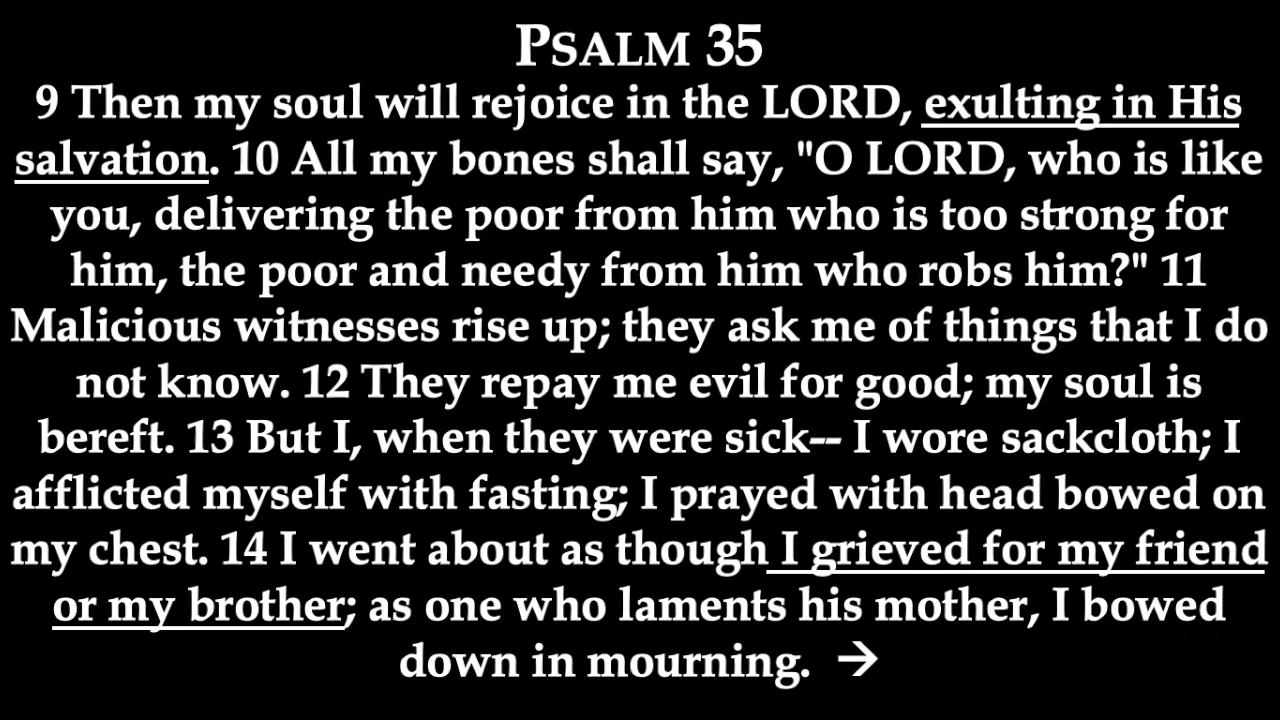 PSALM 35
9 Then my soul will rejoice in the LORD, exulting in His
salvation. 10 All my bones shall say, "O LORD, who is like
you, delivering the poor from him who is too strong for
him, the poor and needy from him who robs him?" 11
Malicious witnesses rise up; they ask me of things that I do
not know. 12 They repay me evil for good; my soul is
bereft. 13 But I, when they were sick-- I wore sackcloth; I
afflicted myself with fasting; I prayed with head bowed on
my chest. 14 I went about as though I grieved for my friend
or my brother; as one who laments his mother, I bowed
down in mourning. →